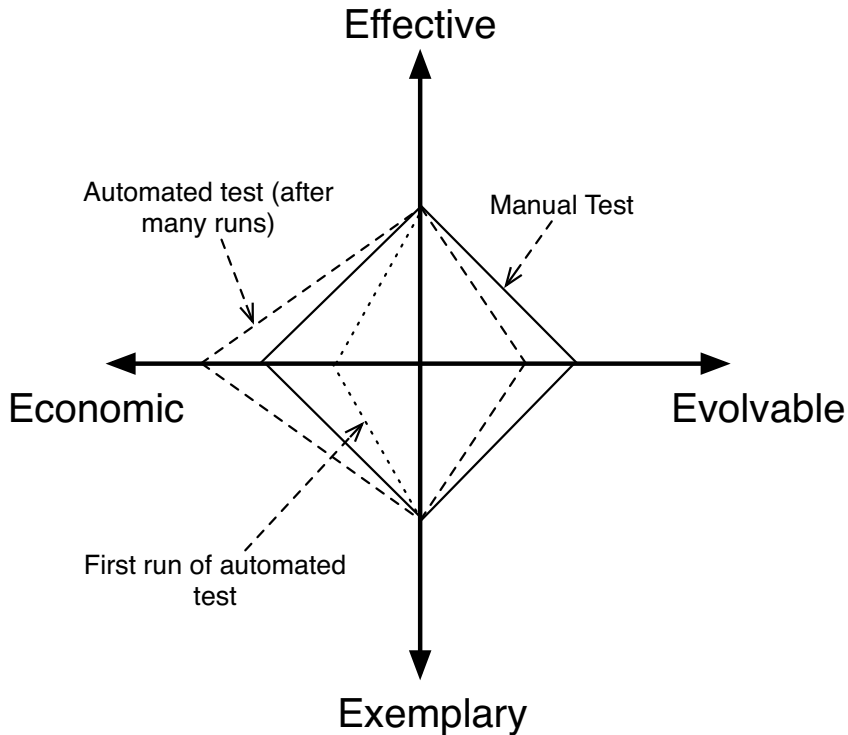 Effective
Automated test (after
many runs)
Manual Test
Economic
Evolvable
First run of automated
test
Exemplary